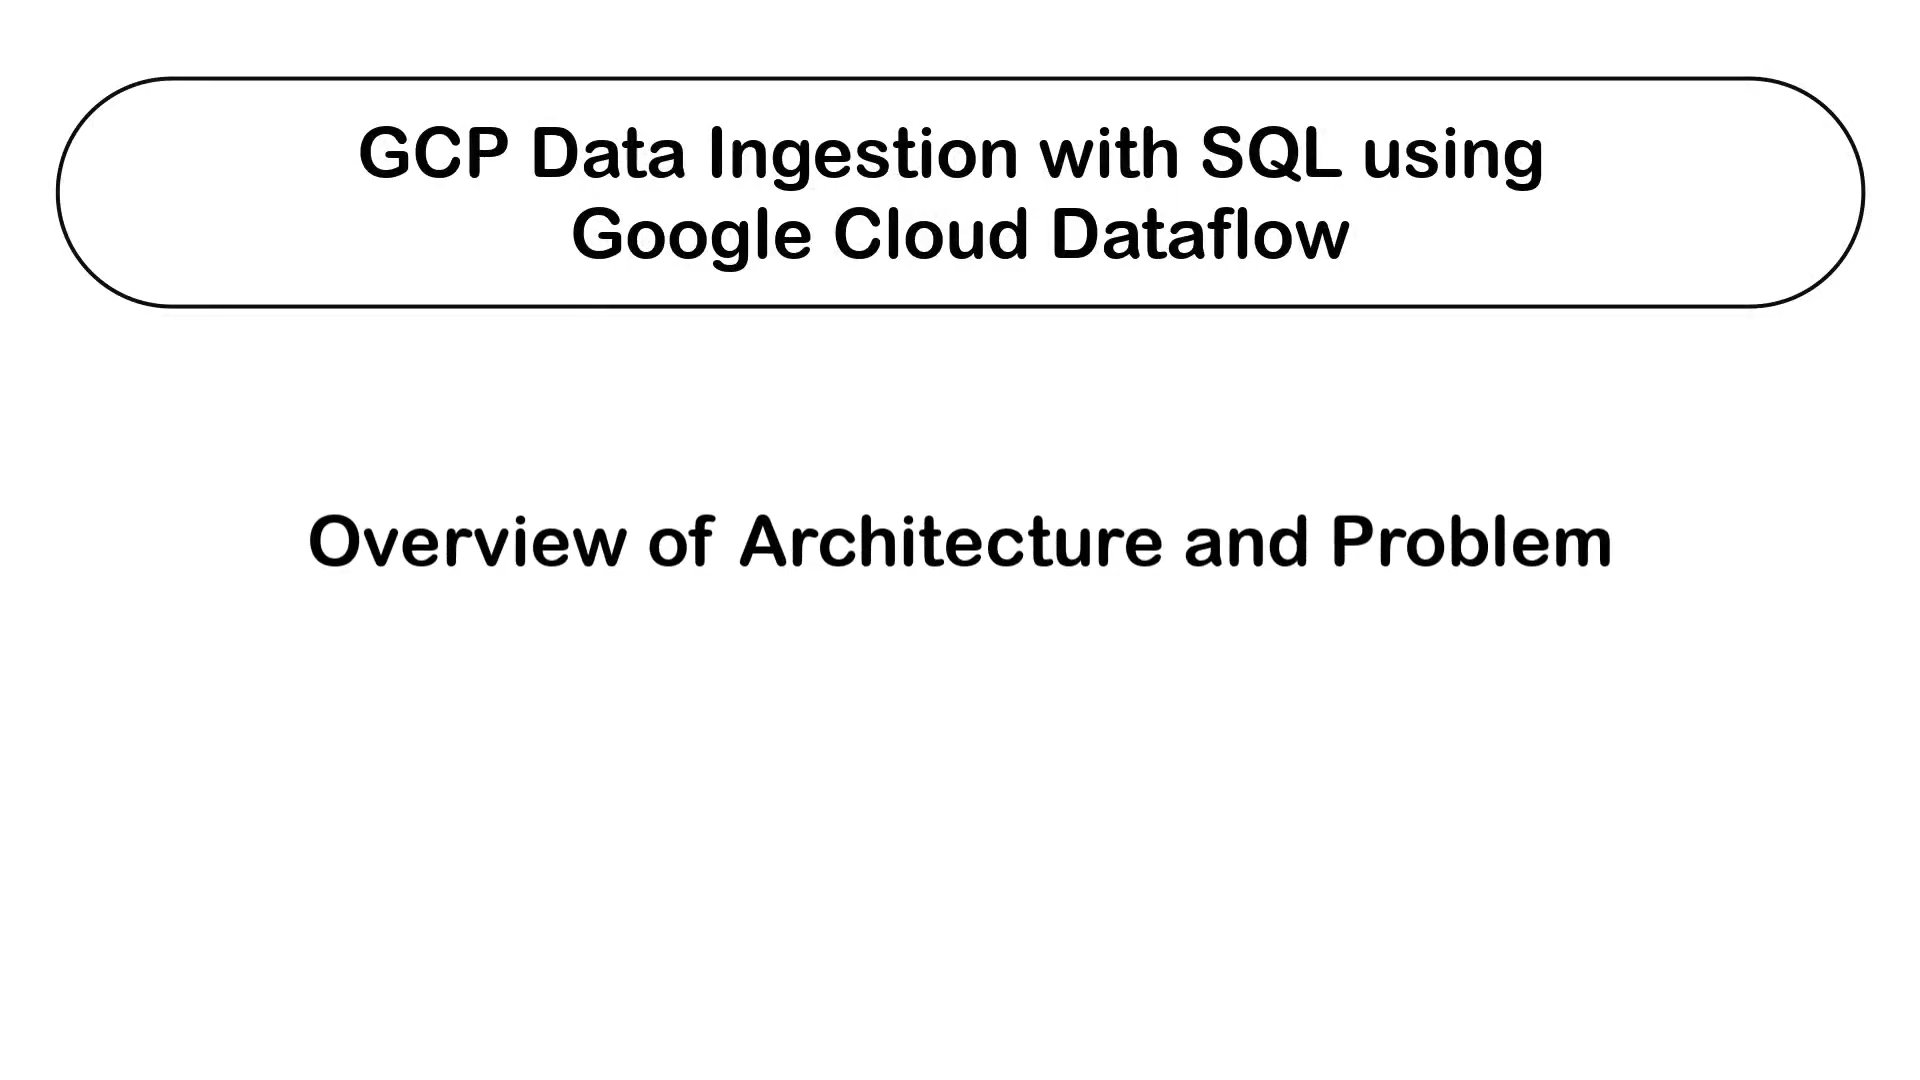 GCP Data Ingestion with SQL using
Google Cloud Dataflow
Overview of Architecture and Problem